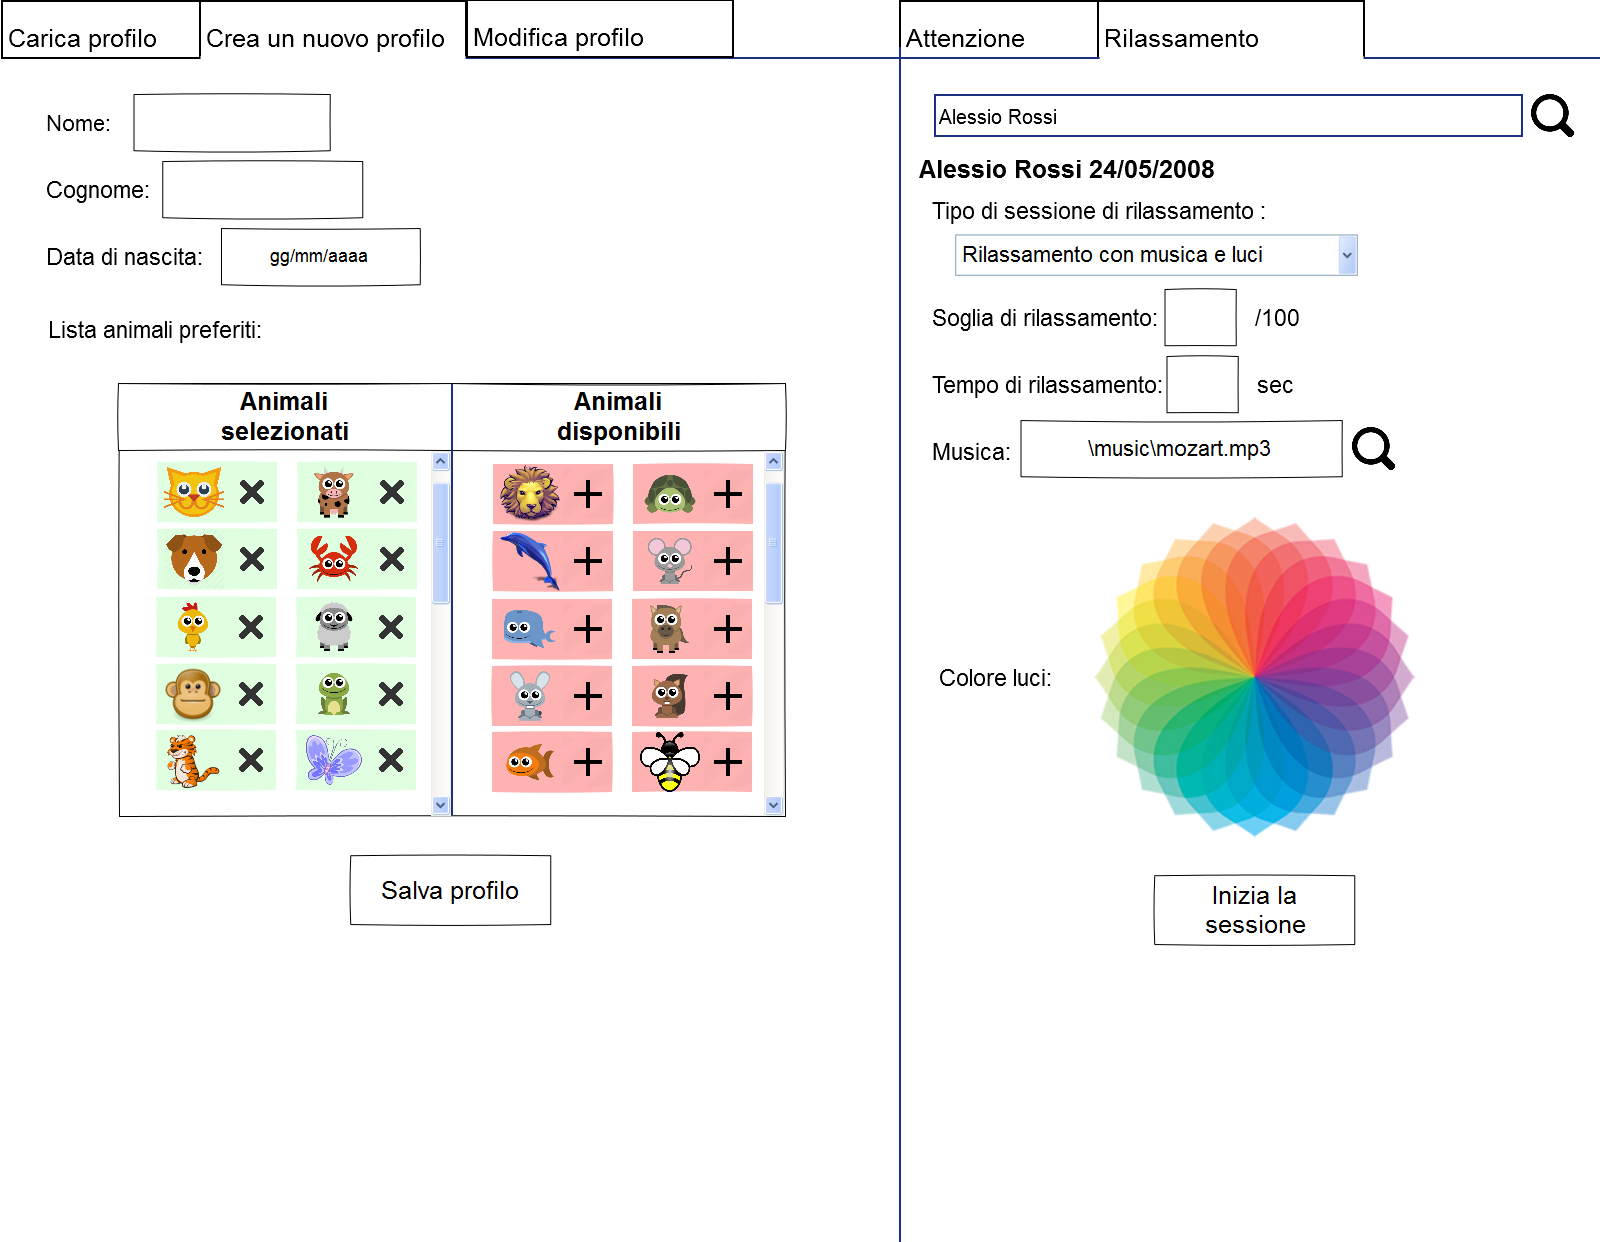 Carica profilo
Crea un nuovo profilo
Modifica profilo
Nome:
Cognome:
Data di nascita:
gg/mm/aaaa
Lista animali preferiti:
Animali
selezionati
Animali
disponibili
Salva profilo
Attenzione
Rilassamento
Alessio Rossi
Alessio Rossi 24/05/2008
Tipo di sessione di rilassamento :
Rilassamento con musica e luci
Soglia di rilassamento:
/100
Tempo di rilassamento:
sec
Musica:
\music\mozart.mp3
Colore luci:
Inizia la
sessione